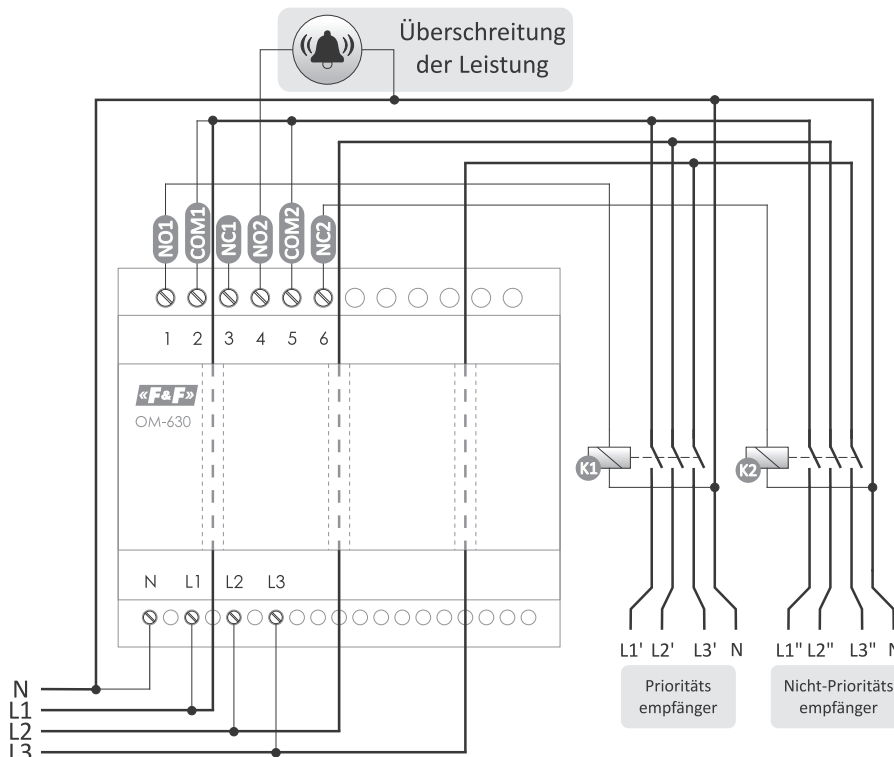 Überschreitung
der Leistung
NO1 COM1 NC1 NO2 COM2 NC2
1 2 3 4 5 6
«F&F»
OM-630
K1 K2
N L1 L2 L3
L1' L2' L3' N L1" L2" L3" N
Prioritäts
empfänger
Nicht-Prioritäts
empfänger
N
L1
L2
L3